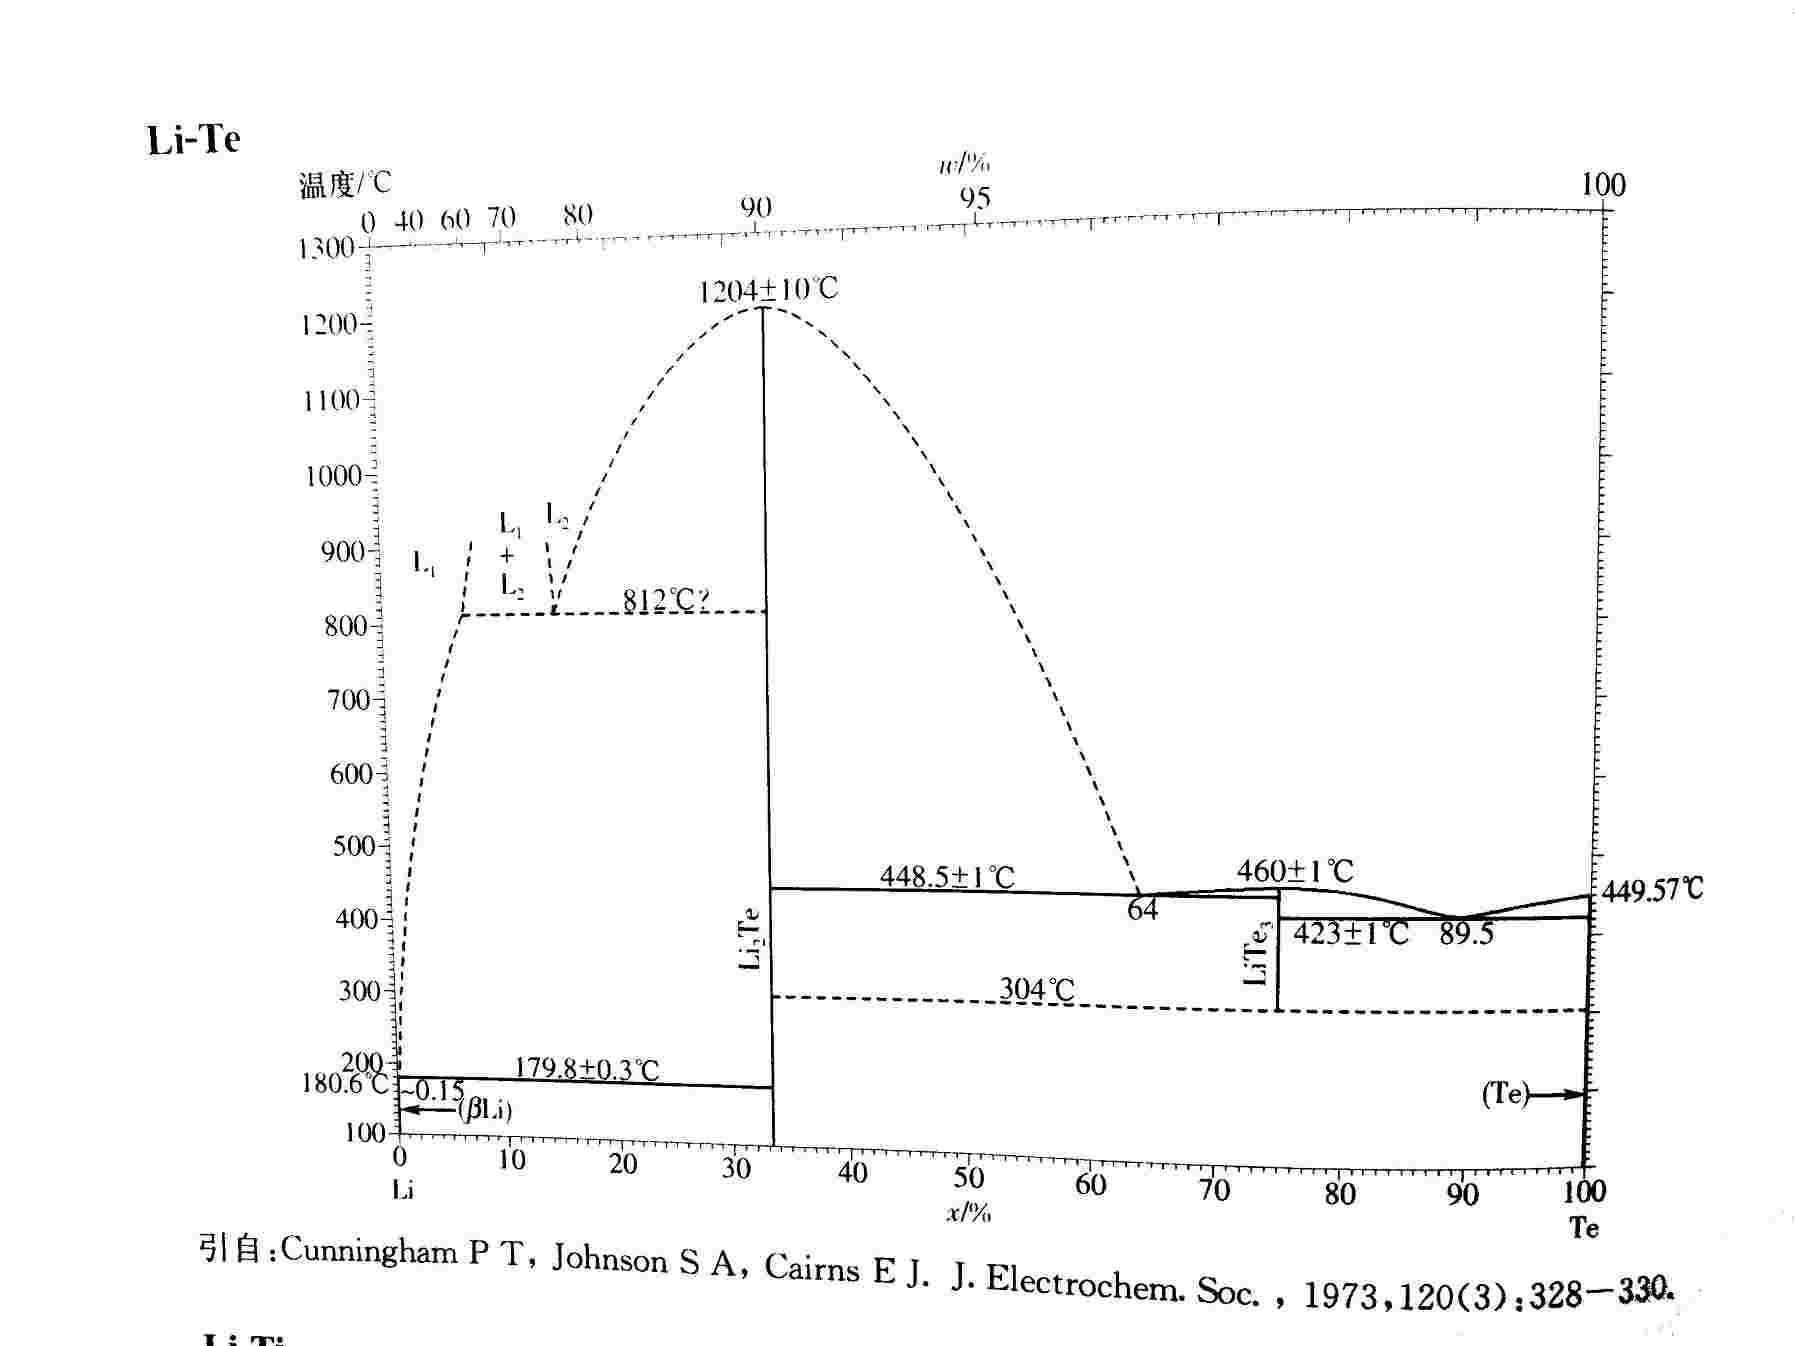 Li-Te
w/%
温度/℃
0 40 60 70 80 90 95 100
1300
1204±10℃
1200
1100
1000
L₁ L₂
900
L₁ +
L₂
812℃?
800
700
600
500
460±1℃
448.5±1℃
449.57℃
64
400
Li₂Te
LiTe₃
423±1℃ 89.5
304℃
300
200
179.8±0.3℃
180.6℃
~0.15
(βLi)
(Te)
100
0 10 20 30 40 50 60 70 80 90 100
Li
x/%
Te
引自:Cunningham P T, Johnson S A, Cairns E J. J. Electrochem. Soc., 1973,120(3):328-330.
Li-Ti